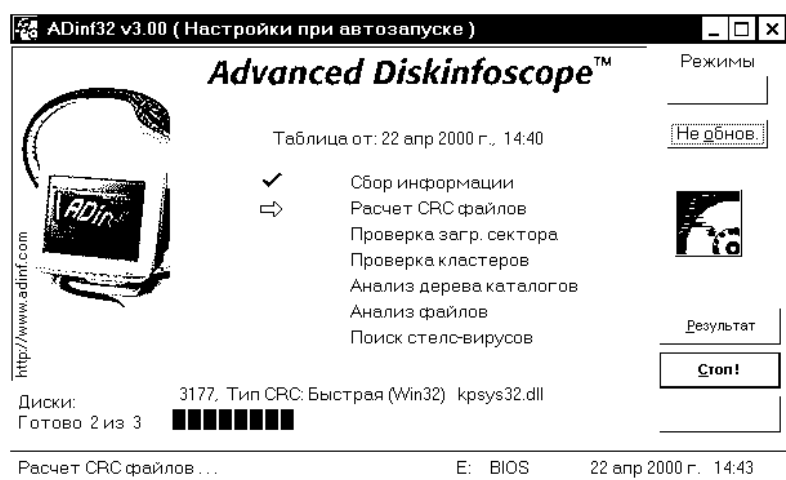 ADinf32 v3.00 ( Настройки при автозапуске )
Advanced Diskinfoscope™
Режимы
Не обнов.
Таблица от: 22 апр 2000 г., 14:40
Сбор информации
Расчет CRC файлов
Проверка загр. сектора
Проверка кластеров
Анализ дерева каталогов
Анализ файлов
Поиск стелс-вирусов
ADinf
http://www.adinf.com
Результат
Стоп!
Диски:
Готово 2 из 3
3177, Тип CRC: Быстрая (Win32) kpsys32.dll
Расчет CRC файлов . . .
E: BIOS
22 апр 2000 г. 14:43